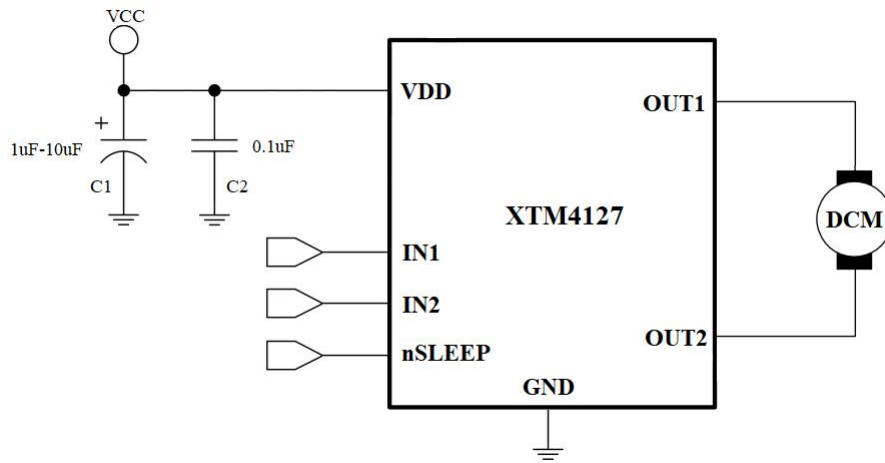 VCC
VDD
OUT1
+
1uF-10uF
0.1uF
C1
C2
XTM4127
DCM
IN1
IN2
OUT2
nSLEEP
GND